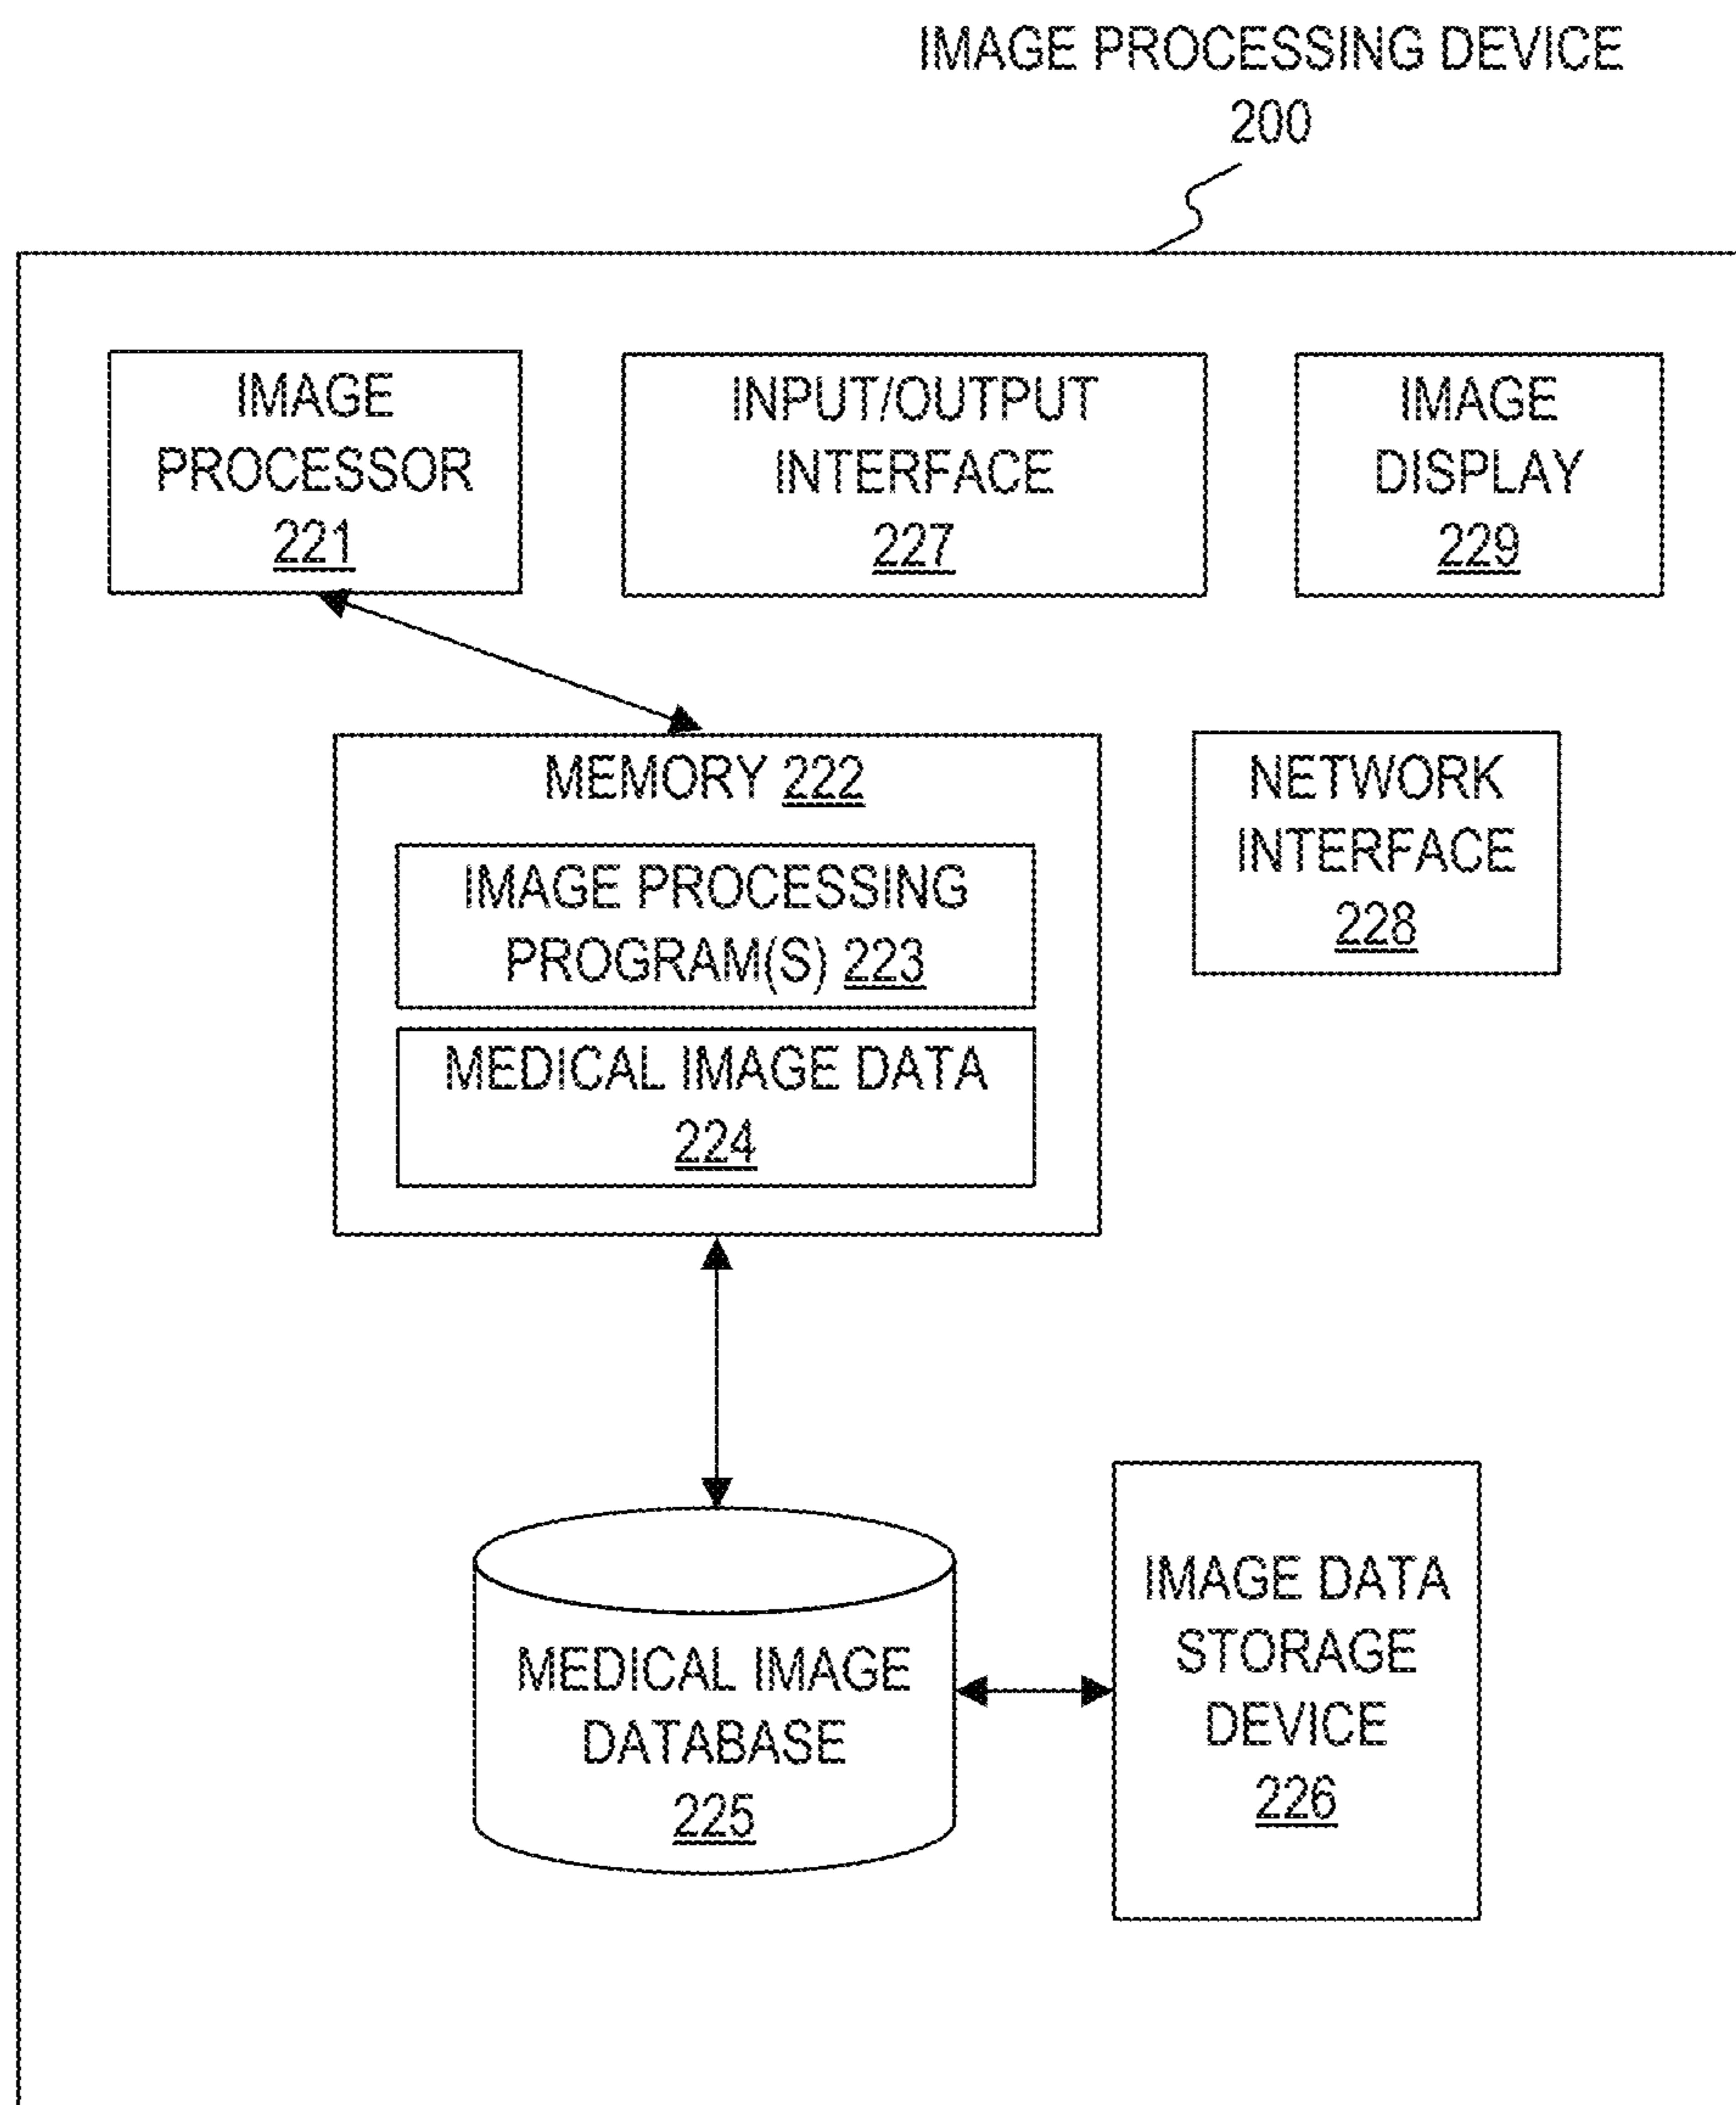 IMAGE PROCESSING DEVICE
200
IMAGE
PROCESSOR
221
INPUT/OUTPUT
INTERFACE
227
IMAGE
DISPLAY
229
MEMORY 222
IMAGE PROCESSING
PROGRAM(S) 223
MEDICAL IMAGE DATA
224
NETWORK
INTERFACE
228
MEDICAL IMAGE
DATABASE
225
IMAGE DATA
STORAGE
DEVICE
226